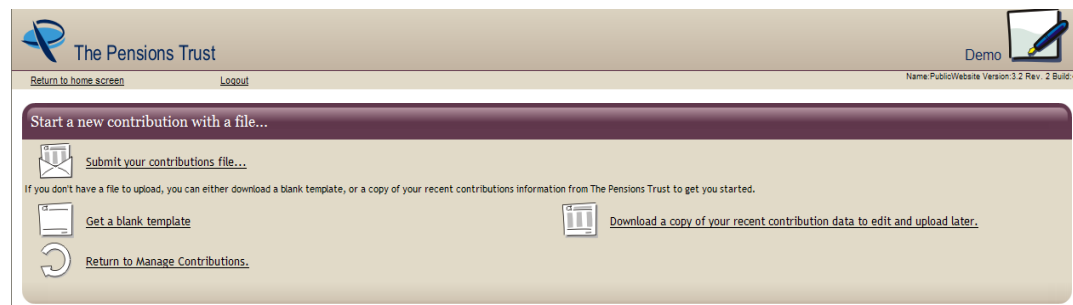 The Pensions Trust
Demo
Return to home screen Logout Name:PublicWebsite Version:3.2 Rev. 2 Build:
Start a new contribution with a file...
Submit your contributions file...
If you don't have a file to upload, you can either download a blank template, or a copy of your recent contributions information from The Pensions Trust to get you started.
Get a blank template Download a copy of your recent contribution data to edit and upload later.
Return to Manage Contributions.